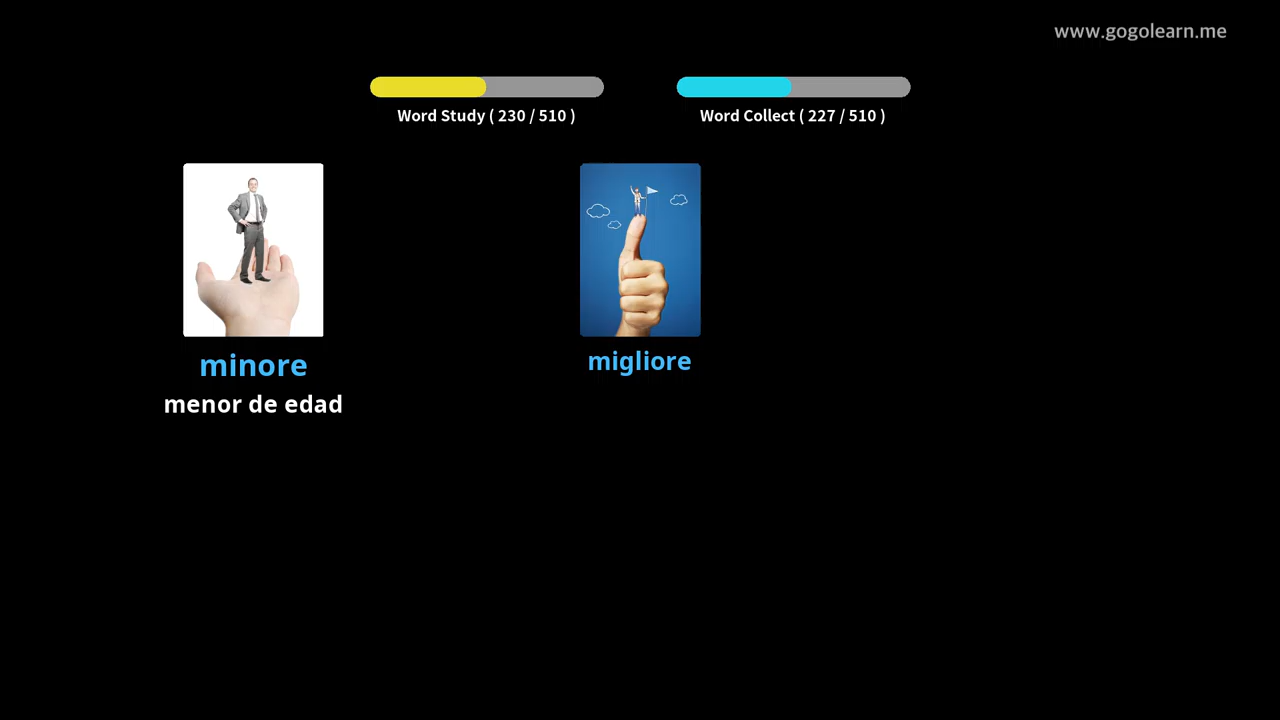 www.gogolearn.me
Word Study ( 230 / 510 )
Word Collect ( 227 / 510 )
minore
menor de edad
migliore